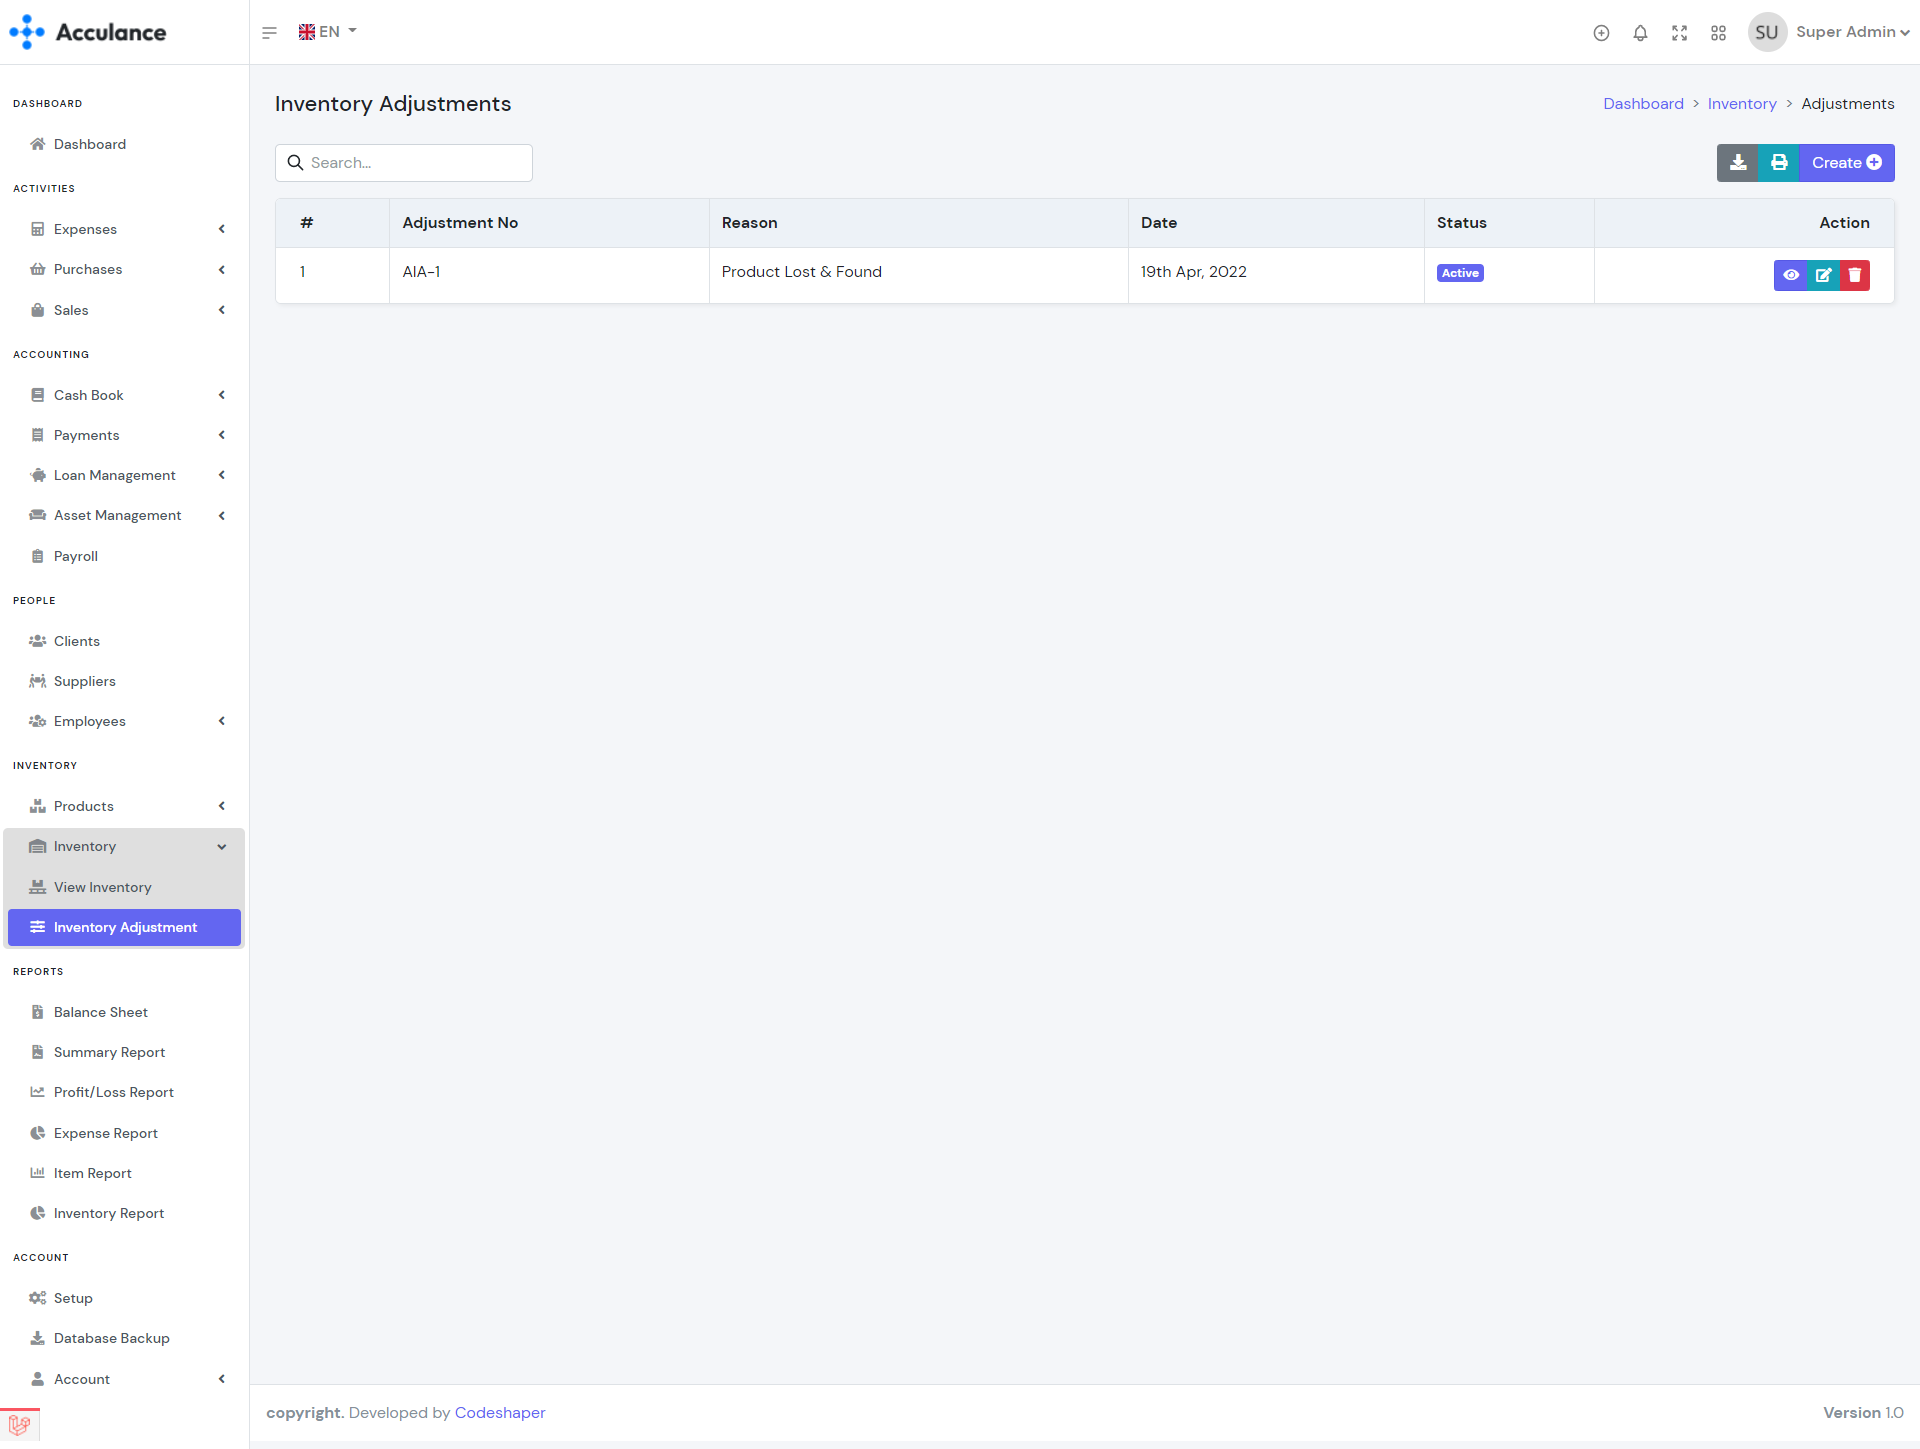 Acculance
EN
SU
Super Admin
DASHBOARD
Dashboard
ACTIVITIES
Expenses
Purchases
Sales
ACCOUNTING
Cash Book
Payments
Loan Management
Asset Management
Payroll
PEOPLE
Clients
Suppliers
Employees
INVENTORY
Products
Inventory
View Inventory
Inventory Adjustment
REPORTS
Balance Sheet
Summary Report
Profit/Loss Report
Expense Report
Item Report
Inventory Report
ACCOUNT
Setup
Database Backup
Account
Inventory Adjustments
Dashboard > Inventory > Adjustments
Search...
Create
# Adjustment No Reason Date Status Action
1 AIA-1 Product Lost & Found 19th Apr, 2022 Active
copyright. Developed by Codeshaper
Version 1.0